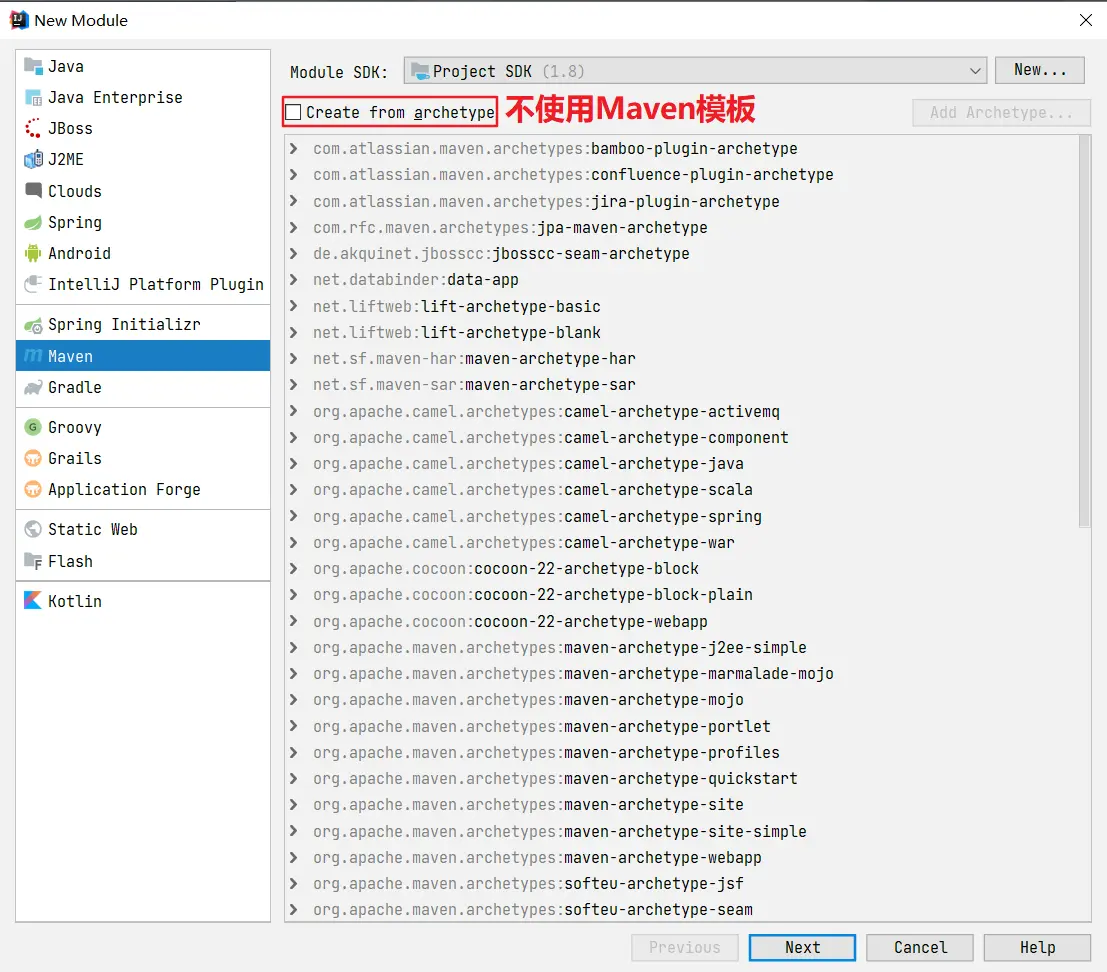 New Module
Java
Java Enterprise
JBoss
J2ME
Clouds
Spring
Android
IntelliJ Platform Plugin
Spring Initializr
Maven
Gradle
Groovy
Grails
Application Forge
Static Web
Flash
Kotlin
Module SDK: Project SDK (1.8) New...
Create from archetype 不使用Maven模板 Add Archetype...
com.atlassian.maven.archetypes:bamboo-plugin-archetype
com.atlassian.maven.archetypes:confluence-plugin-archetype
com.atlassian.maven.archetypes:jira-plugin-archetype
com.rfc.maven.archetypes:jpa-maven-archetype
de.akquinet.jbosscc:jbosscc-seam-archetype
net.databinder:data-app
net.liftweb:lift-archetype-basic
net.liftweb:lift-archetype-blank
net.sf.maven-har:maven-archetype-har
net.sf.maven-sar:maven-archetype-sar
org.apache.camel.archetypes:camel-archetype-activemq
org.apache.camel.archetypes:camel-archetype-component
org.apache.camel.archetypes:camel-archetype-java
org.apache.camel.archetypes:camel-archetype-scala
org.apache.camel.archetypes:camel-archetype-spring
org.apache.camel.archetypes:camel-archetype-war
org.apache.cocoon:cocoon-22-archetype-block
org.apache.cocoon:cocoon-22-archetype-block-plain
org.apache.cocoon:cocoon-22-archetype-webapp
org.apache.maven.archetypes:maven-archetype-j2ee-simple
org.apache.maven.archetypes:maven-archetype-marmalade-mojo
org.apache.maven.archetypes:maven-archetype-mojo
org.apache.maven.archetypes:maven-archetype-portlet
org.apache.maven.archetypes:maven-archetype-profiles
org.apache.maven.archetypes:maven-archetype-quickstart
org.apache.maven.archetypes:maven-archetype-site
org.apache.maven.archetypes:maven-archetype-site-simple
org.apache.maven.archetypes:maven-archetype-webapp
org.apache.maven.archetypes:softeu-archetype-jsf
org.apache.maven.archetypes:softeu-archetype-seam
Previous Next Cancel Help